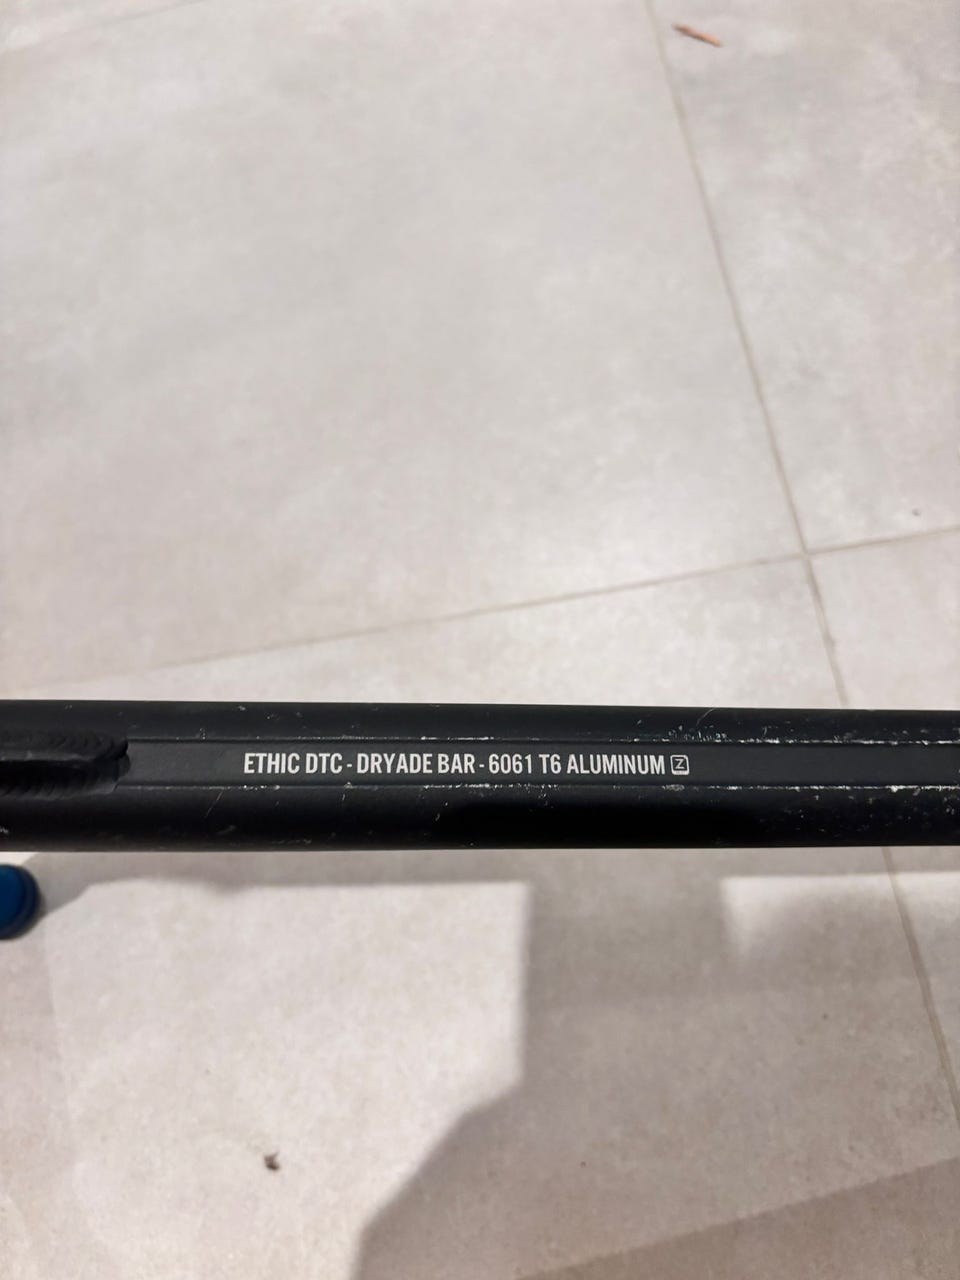 ETHIC DTC - DRYADE BAR - 6061 T6 ALUMINUM Z